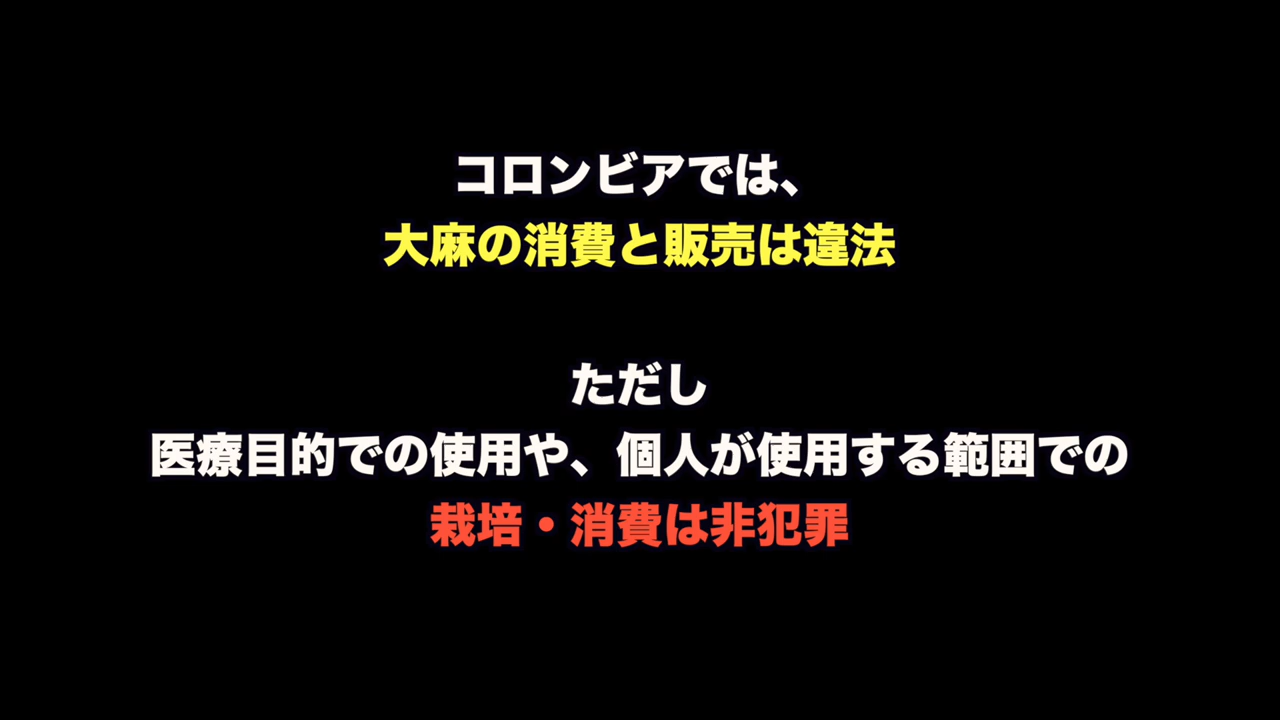 コロンビアでは、
大麻の消費と販売は違法
ただし
医療目的での使用や、個人が使用する範囲での
栽培・消費は非犯罪